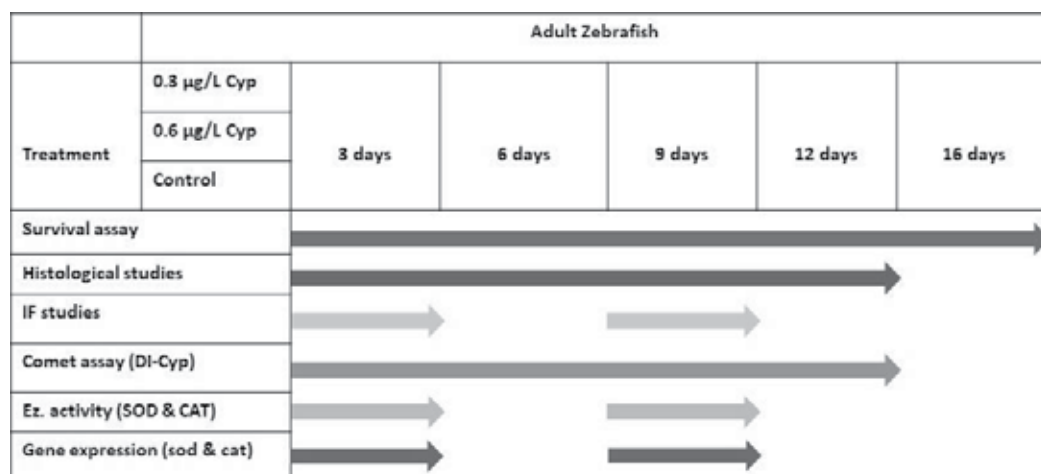 Adult Zebrafish
Treatment
0.3 µg/L Cyp
0.6 µg/L Cyp
Control
3 days
6 days
9 days
12 days
16 days
Survival assay
Histological studies
IF studies
Comet assay (DI-Cyp)
Ez. activity (SOD & CAT)
Gene expression (sod & cat)